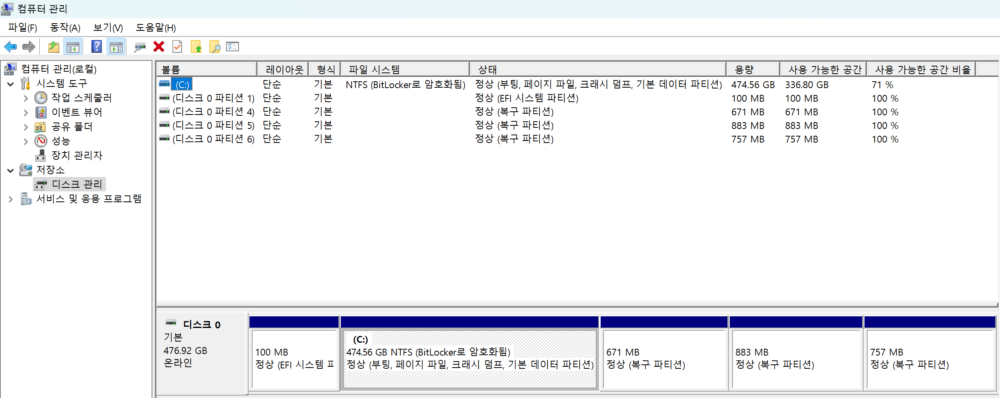 컴퓨터 관리
파일(F) 동작(A) 보기(V) 도움말(H)
컴퓨터 관리(로컬)
시스템 도구
작업 스케줄러
이벤트 뷰어
공유 폴더
성능
장치 관리자
저장소
디스크 관리
서비스 및 응용 프로그램
볼륨 레이아웃 형식 파일 시스템 상태 용량 사용 가능한 공간 사용 가능한 공간 비율
(C:) 단순 기본 NTFS (BitLocker로 암호화됨) 정상 (부팅, 페이지 파일, 크래시 덤프, 기본 데이터 파티션) 474.56 GB 336.80 GB 71 %
(디스크 0 파티션 1) 단순 기본 정상 (EFI 시스템 파티션) 100 MB 100 MB 100 %
(디스크 0 파티션 4) 단순 기본 정상 (복구 파티션) 671 MB 671 MB 100 %
(디스크 0 파티션 5) 단순 기본 정상 (복구 파티션) 883 MB 883 MB 100 %
(디스크 0 파티션 6) 단순 기본 정상 (복구 파티션) 757 MB 757 MB 100 %
디스크 0
기본
476.92 GB
온라인
100 MB
정상 (EFI 시스템 파
(C:)
474.56 GB NTFS (BitLocker로 암호화됨)
정상 (부팅, 페이지 파일, 크래시 덤프, 기본 데이터 파티션)
671 MB
정상 (복구 파티션)
883 MB
정상 (복구 파티션)
757 MB
정상 (복구 파티션)